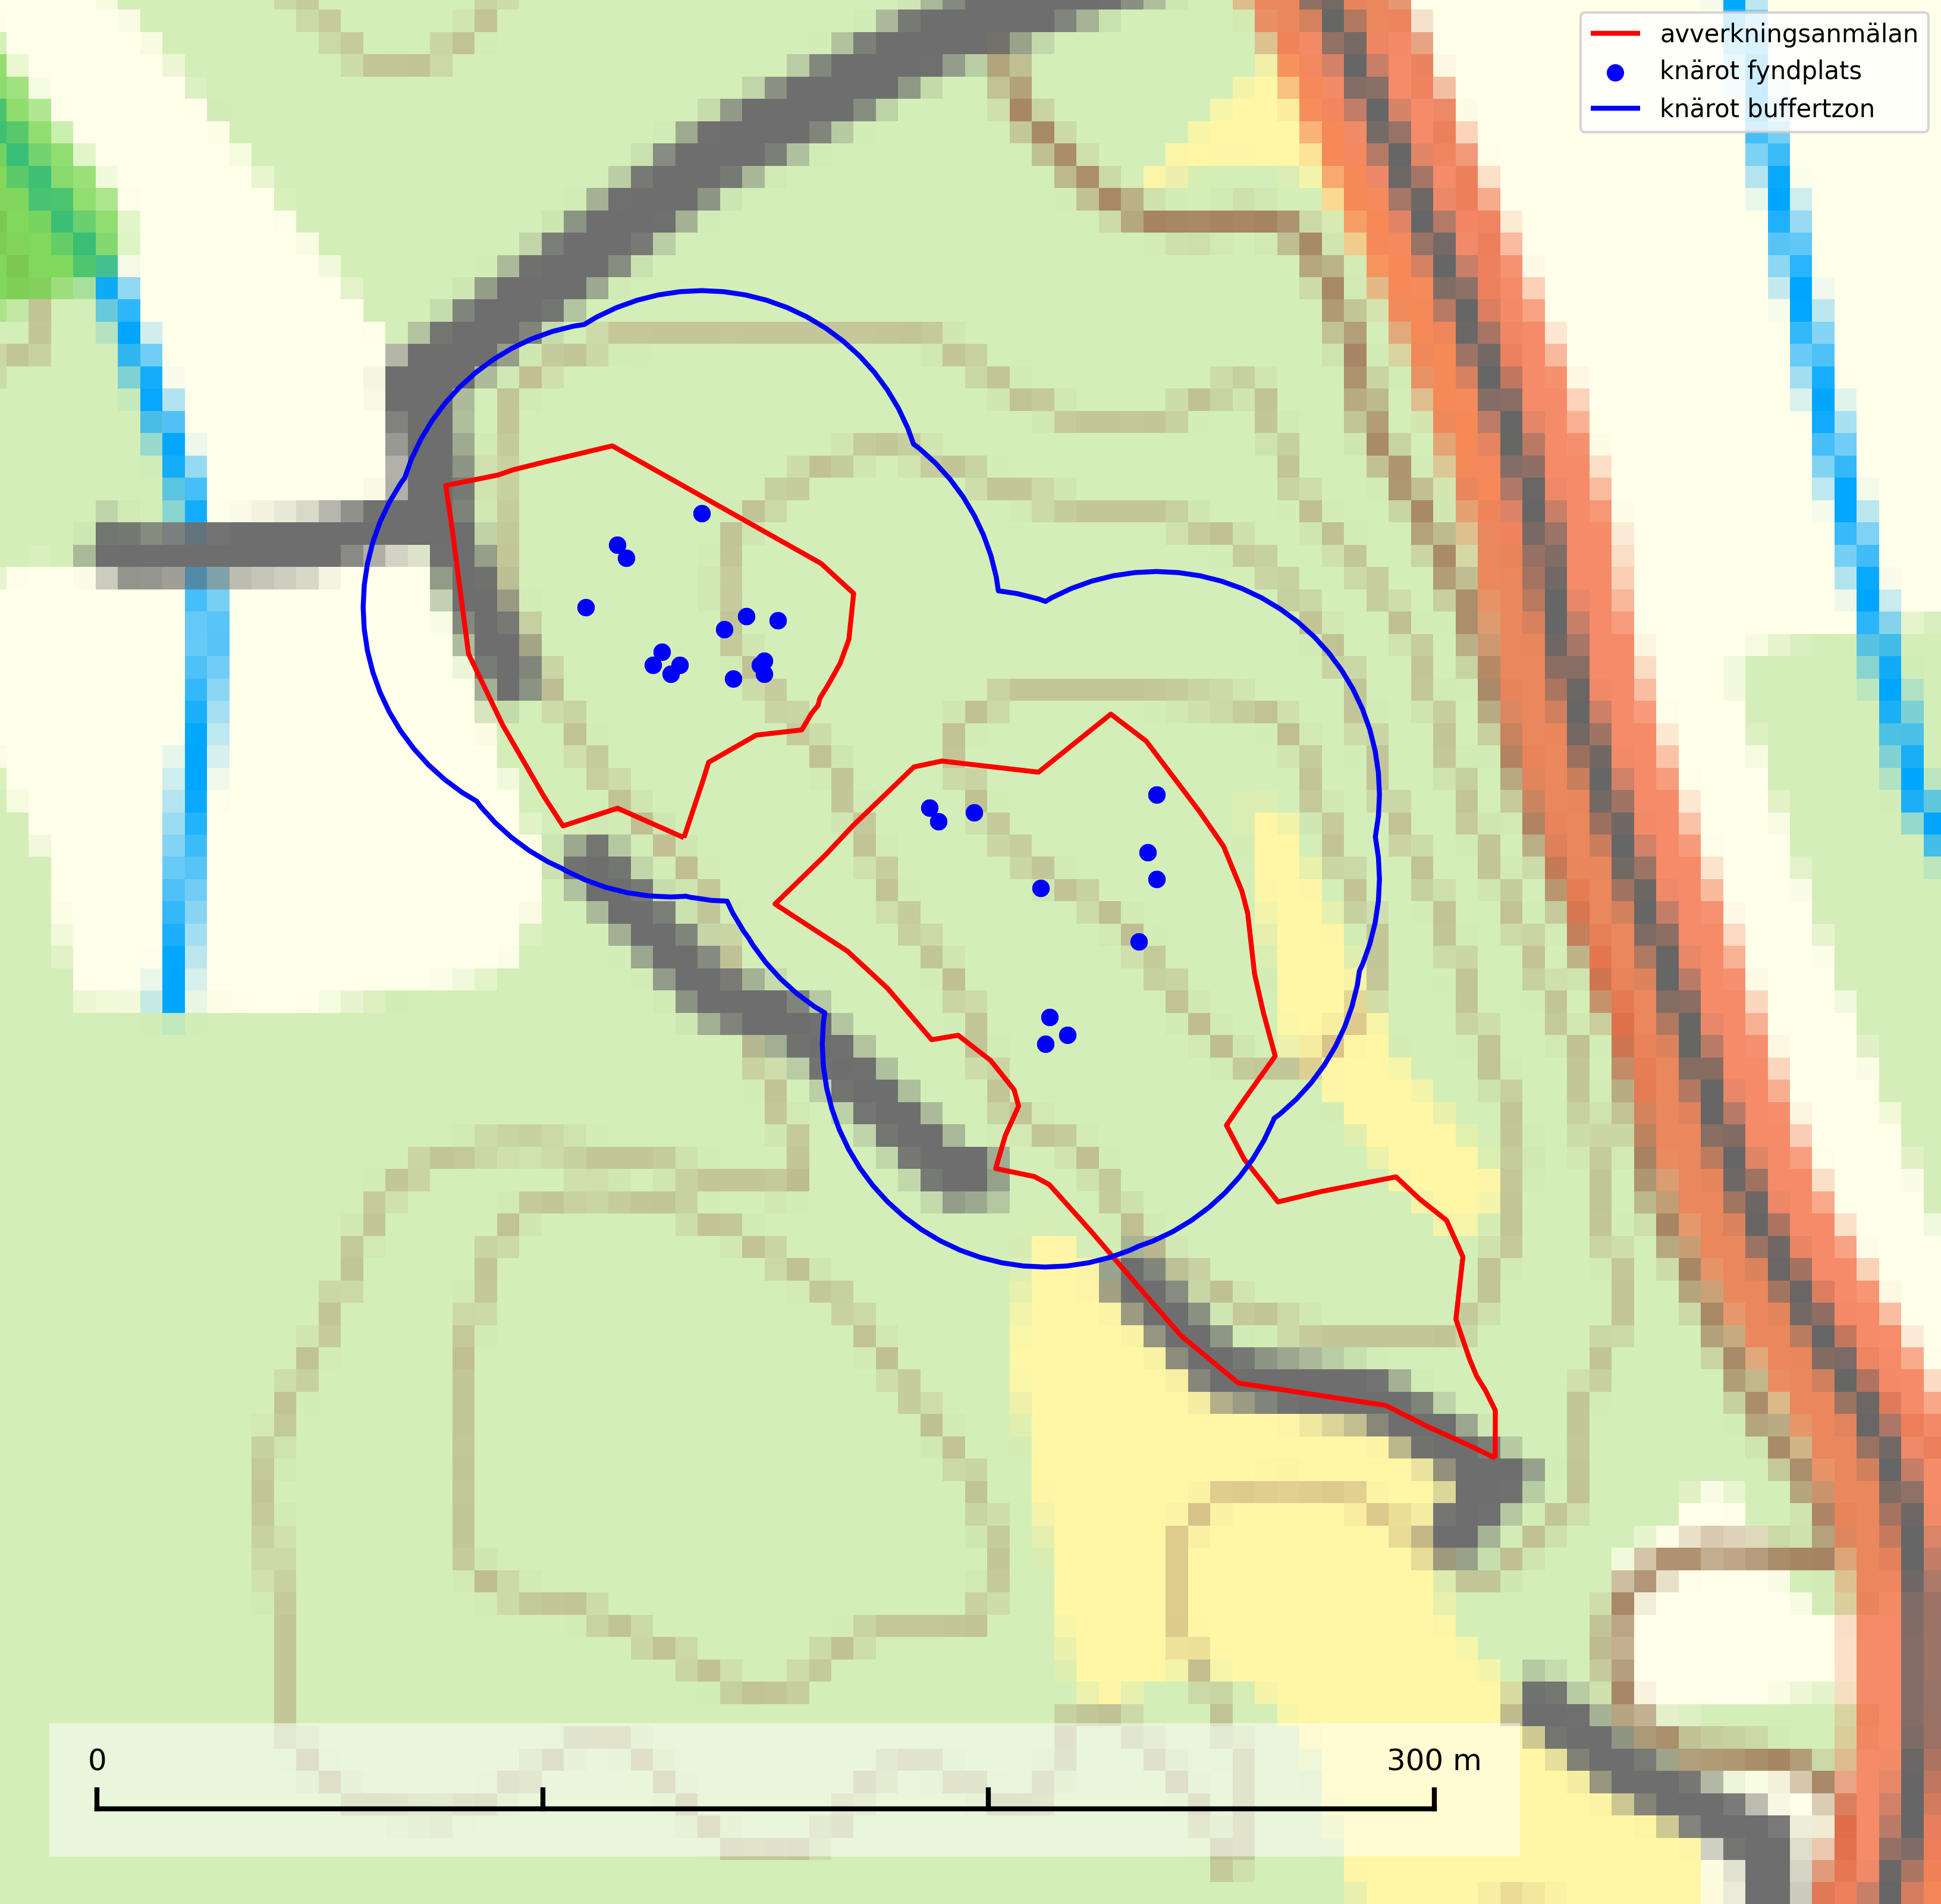 avverkningsanmälan
knärot fyndplats
knärot buffertzon
0
300 m